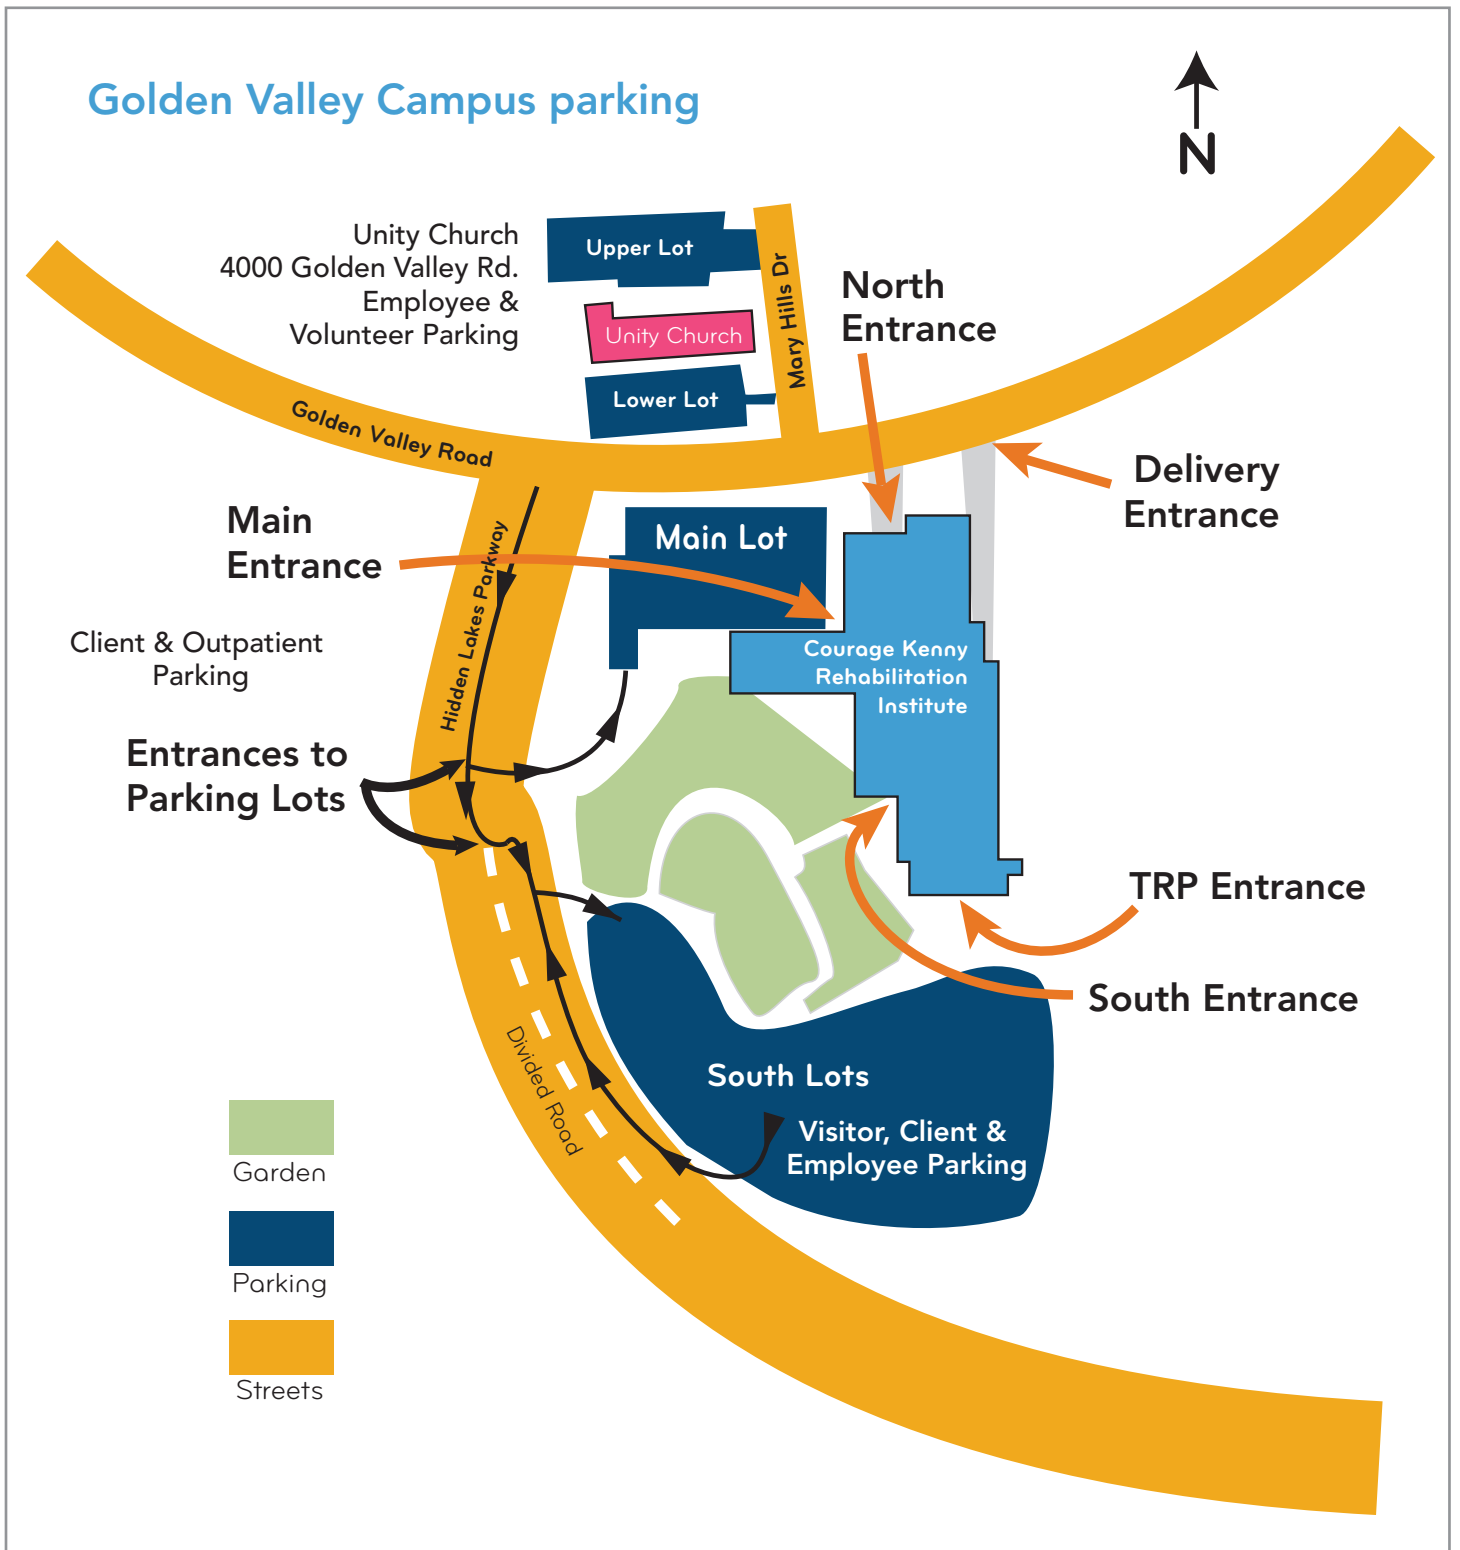 Golden Valley Campus parking
N
Unity Church
4000 Golden Valley Rd.
Employee &
Volunteer Parking
Upper Lot
Mary Hills Dr
Unity Church
Lower Lot
North
Entrance
Golden Valley Road
Delivery
Entrance
Main
Entrance
Main Lot
Hidden Lakes Parkway
Client & Outpatient
Parking
Courage Kenny
Rehabilitation
Institute
Entrances to
Parking Lots
TRP Entrance
South Entrance
Divided Road
South Lots
Visitor, Client &
Employee Parking
Garden
Parking
Streets